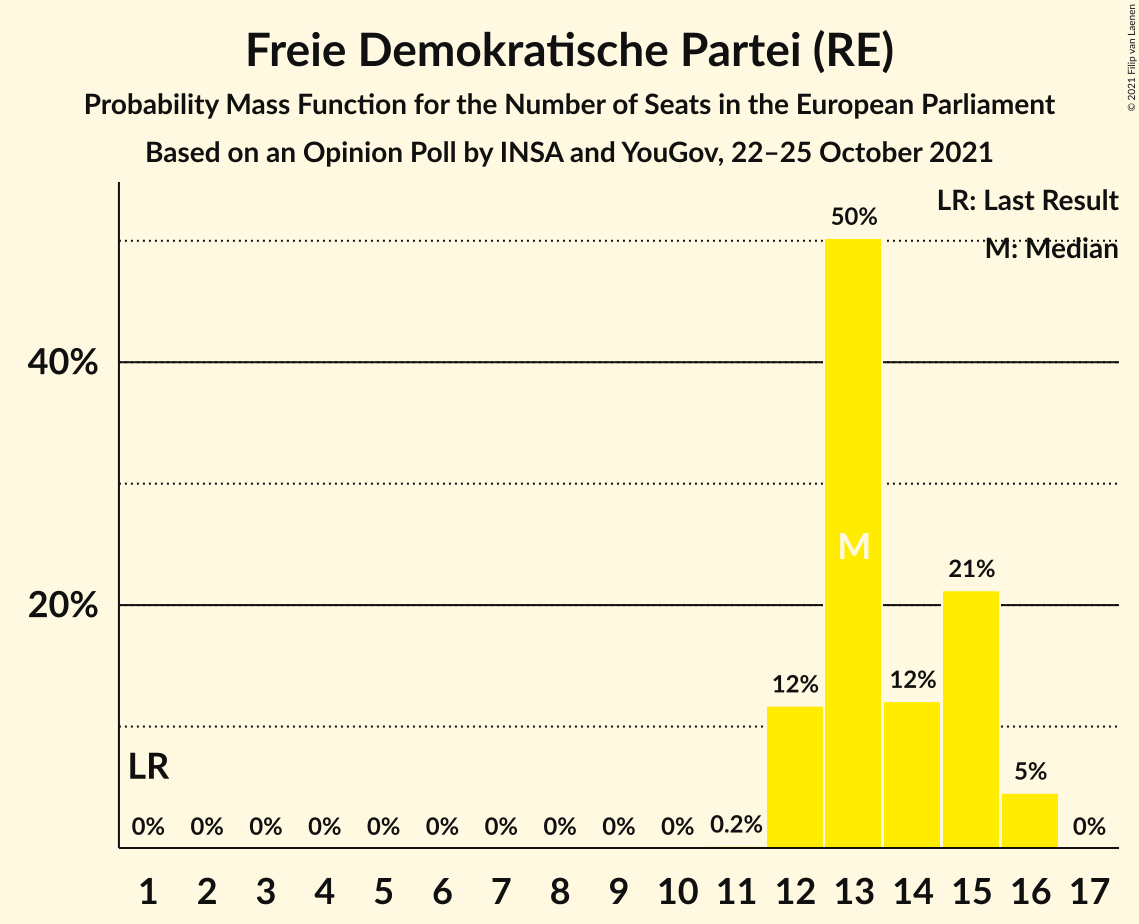 Freie Demokratische Partei (RE)
Probability Mass Function for the Number of Seats in the European Parliament
Based on an Opinion Poll by INSA and YouGov, 22–25 October 2021
© 2021 Filip van Laenen
LR: Last Result
M: Median
50%
40%
M
21%
20%
12%
12%
LR
5%
0% 0% 0% 0% 0% 0% 0% 0% 0% 0% 0.2% 0%
1 2 3 4 5 6 7 8 9 10 11 12 13 14 15 16 17